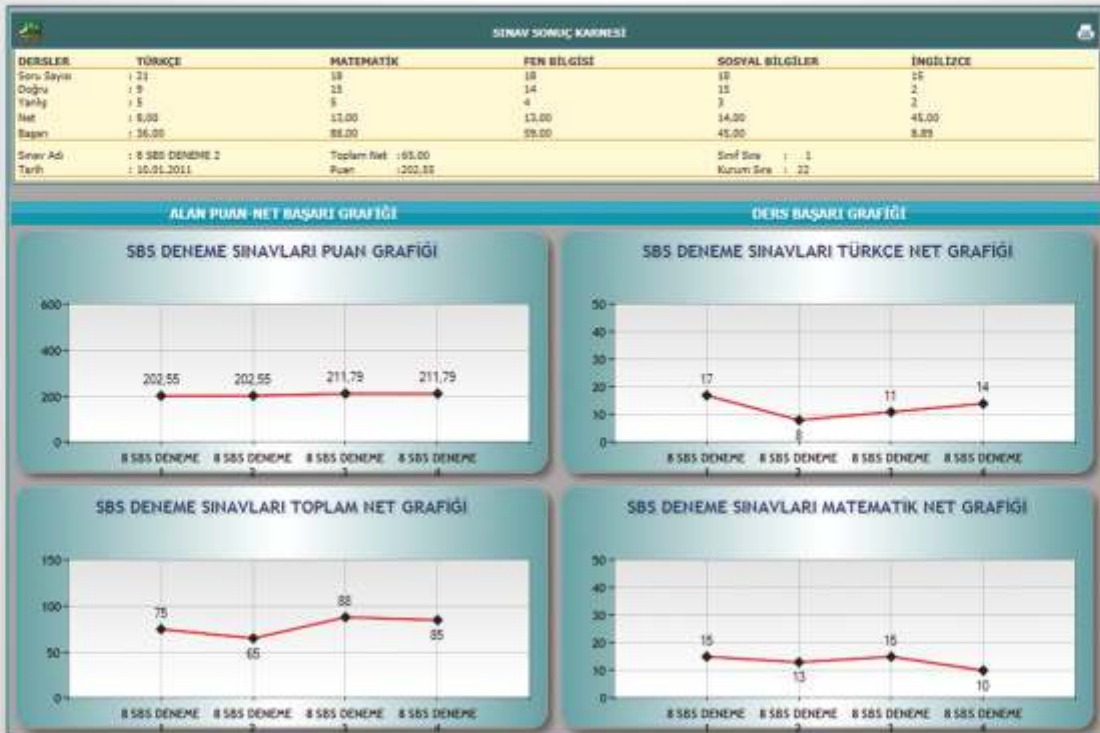 SINAV SONUÇ KARNESİ
DERSLER TÜRKÇE MATEMATİK FEN BİLGİSİ SOSYAL BİLGİLER İNGİLİZCE
Soru Sayısı : 21 18 18 18 15
Doğru : 9 15 14 15 2
Yanlış : 5 5 4 3 2
Net : 8,00 13,00 13,00 14,00 45,00
Başarı : 36.00 88.00 59.00 45.00 8.89
Sınav Adı : 8 SBS DENEME 2 Toplam Net :65.00 Sınıf Sıra : 1
Tarih : 10.01.2011 Puan :202,55 Kurum Sıra : 22
ALAN PUAN-NET BAŞARI GRAFİĞİ
DERS BAŞARI GRAFİĞİ
SBS DENEME SINAVLARI PUAN GRAFİĞİ
600
400
200
0
202,55 202,55 211,79 211,79
8 SBS DENEME 8 SBS DENEME 8 SBS DENEME 8 SBS DENEME
SBS DENEME SINAVLARI TÜRKCE NET GRAFİĞİ
50
40
30
20
10
0
17 8 11 14
8 SBS DENEME 8 SBS DENEME 8 SBS DENEME 8 SBS DENEME
SBS DENEME SINAVLARI TOPLAM NET GRAFİĞİ
150
100
50
0
75 65 88 85
8 SBS DENEME 8 SBS DENEME 8 SBS DENEME 8 SBS DENEME
SBS DENEME SINAVLARI MATEMATIK NET GRAFİĞİ
50
40
30
20
10
0
15 13 15 10
8 SBS DENEME 8 SBS DENEME 8 SBS DENEME 8 SBS DENEME